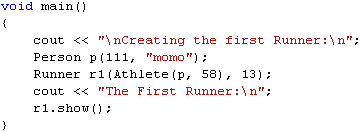 void main()
{
    cout << "\nCreating the first Runner:\n";
    Person p(111, "momo");
    Runner r1(Athlete(p, 58), 13);
    cout << "The First Runner:\n";
    r1.show();
}